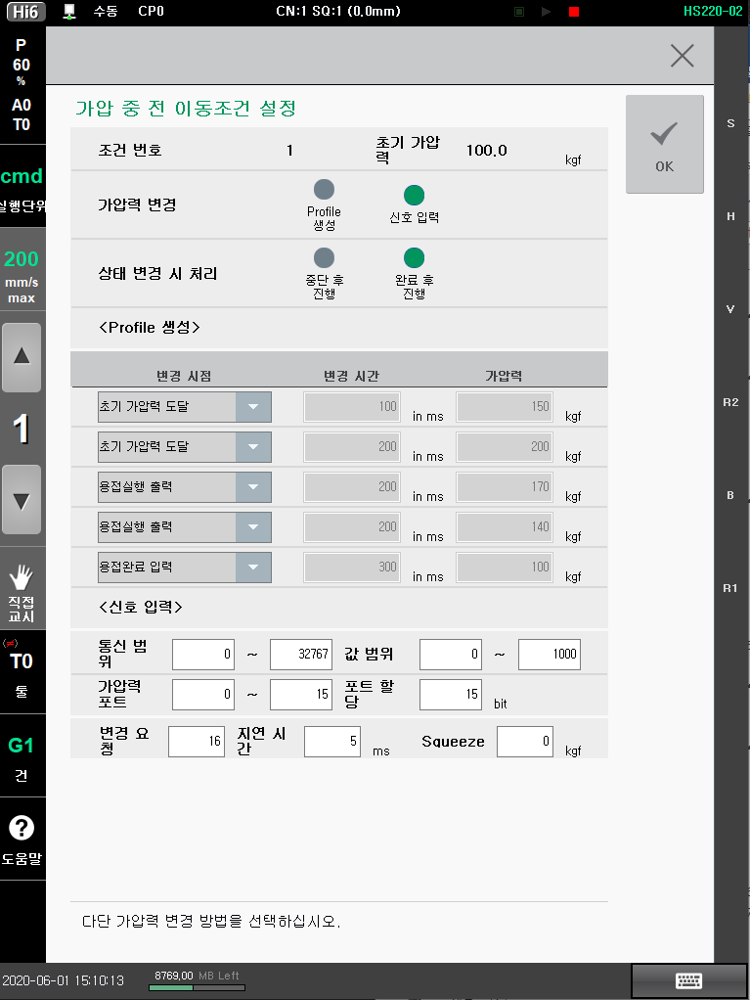 Hi6 수동 CP0 CN:1 SQ:1 (0.0mm) HS220-02
P
60
%
A0
T0
cmd
실행단위
200
mm/s
max
1
직접
교시
(≠)
T0
툴
G1
건
?
도움말
가압 중 전 이동조건 설정
OK
조건 번호 1 초기 가압
력 100.0 kgf
가압력 변경 Profile
생성 신호 입력
상태 변경 시 처리 중단 후
진행 완료 후
진행
<Profile 생성>
변경 시점 변경 시간 가압력
초기 가압력 도달 100 in ms 150 kgf
초기 가압력 도달 200 in ms 200 kgf
용접실행 출력 200 in ms 170 kgf
용접실행 출력 200 in ms 140 kgf
용접완료 입력 300 in ms 100 kgf
<신호 입력>
통신 범
위 0 ~ 32767 값 범위 0 ~ 1000
가압력
포트 0 ~ 15 포트 할
당 15 bit
변경 요
청 16 지연 시
간 5 ms Squeeze 0 kgf
다단 가압력 변경 방법을 선택하십시오.
S
H
V
R2
B
R1
2020-06-01 15:10:13 8769.00 MB Left